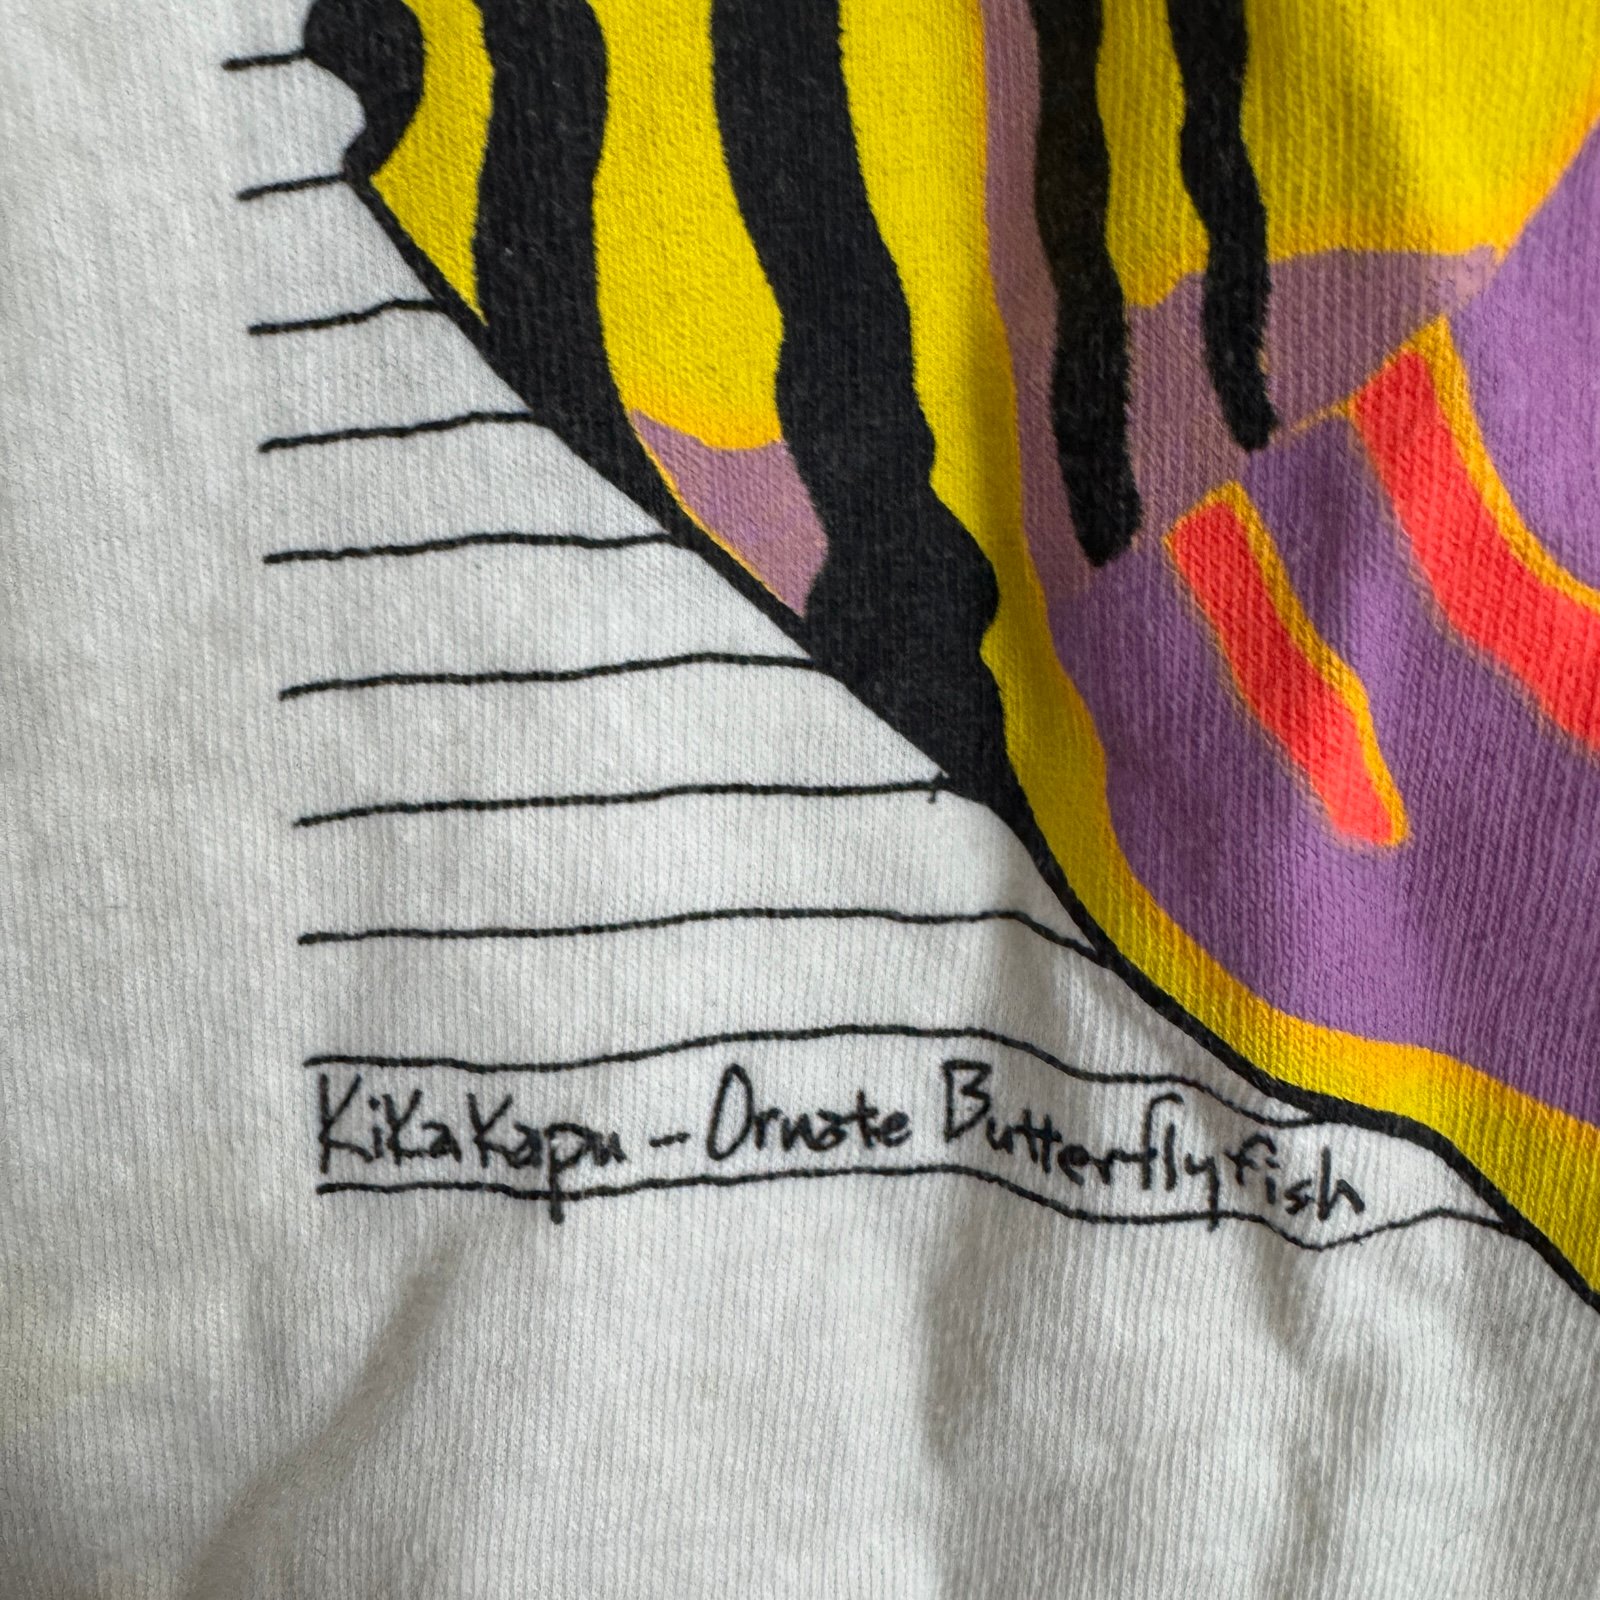 KiKaKapu – Ornate Butterflyfish